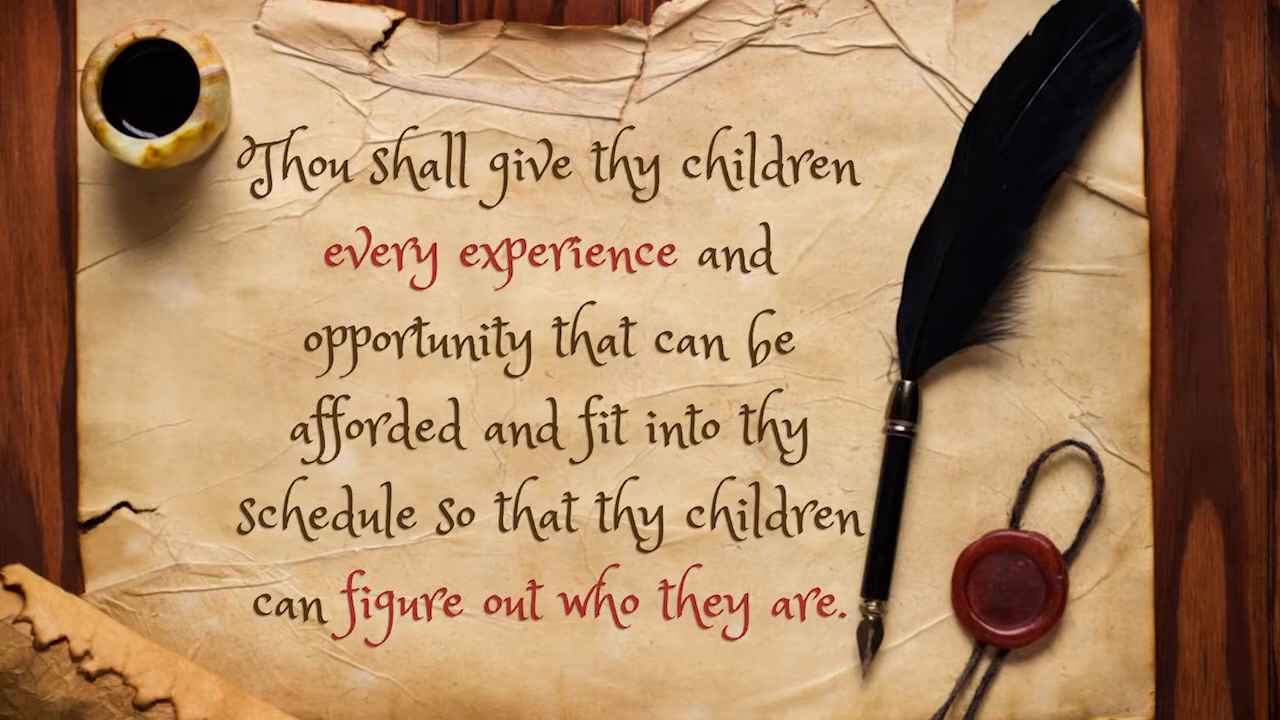 Thou shall give thy children
every experience and
opportunity that can be
afforded and fit into thy
schedule so that thy children
can figure out who they are.